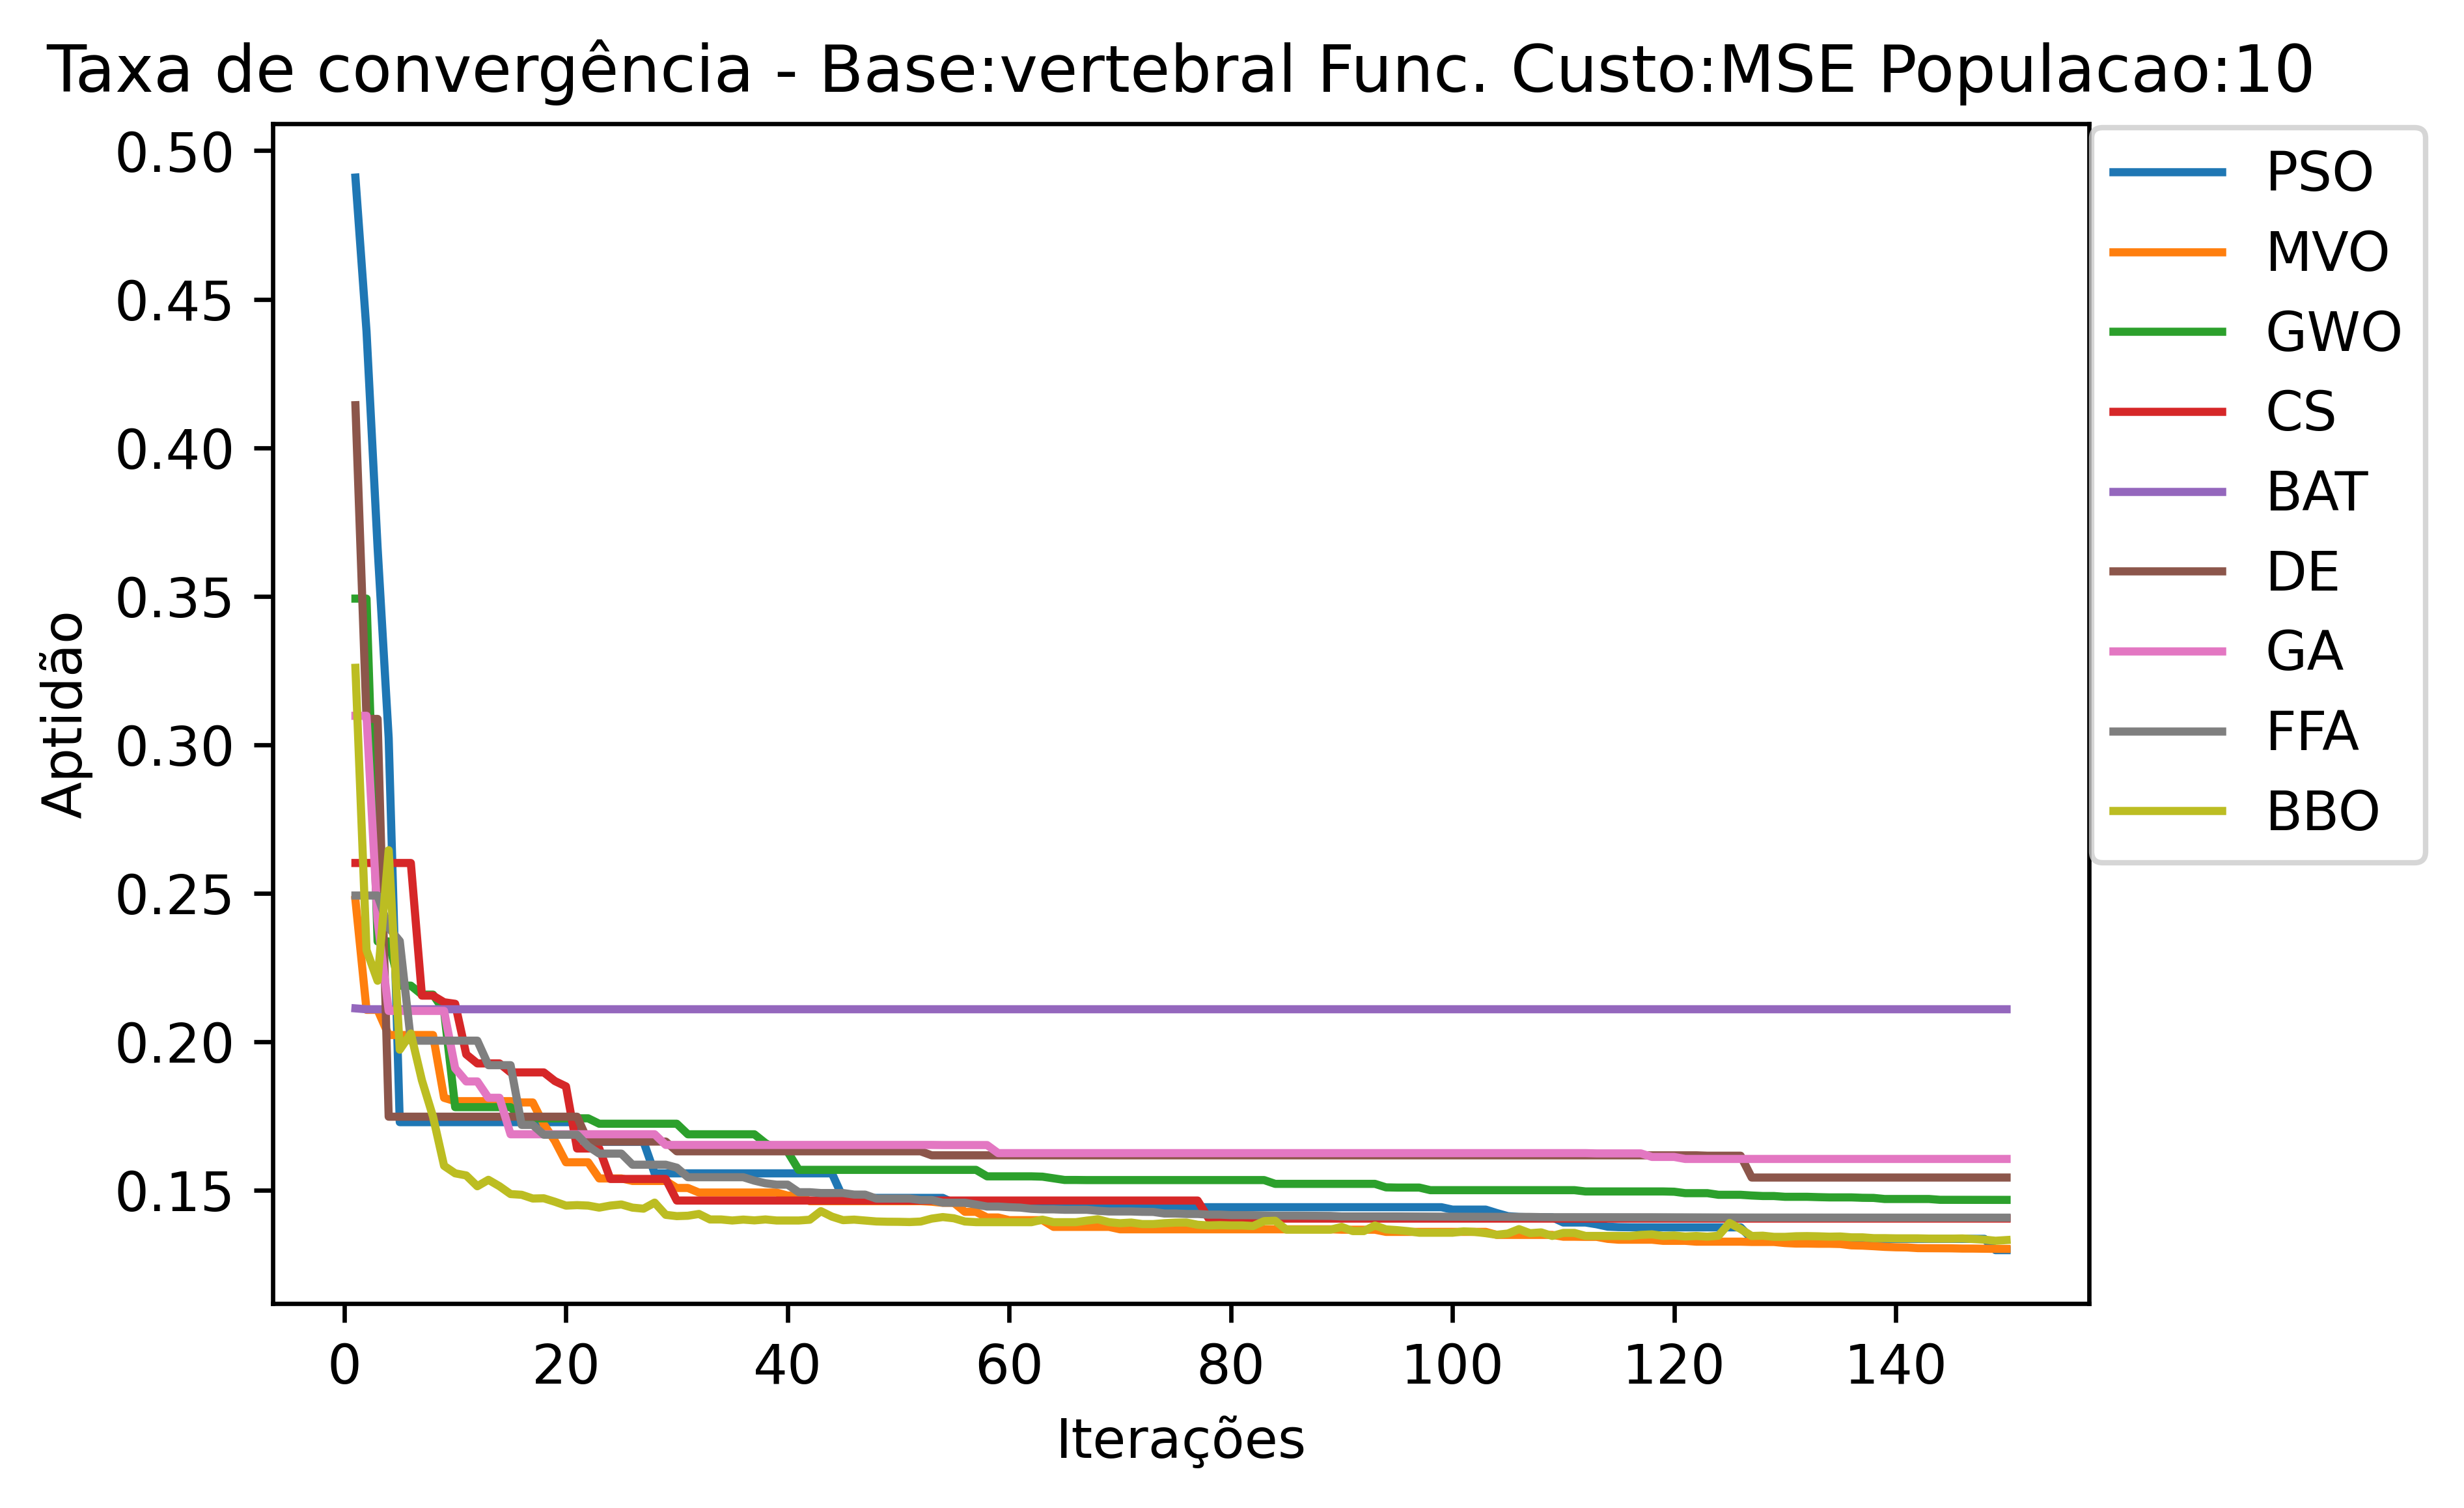 Taxa de convergência - Base:vertebral Func. Custo:MSE Populacao:10
0.50
0.45
0.40
0.35
0.30
0.25
0.20
0.15
Aptidão
0 20 40 60 80 100 120 140
Iterações
PSO
MVO
GWO
CS
BAT
DE
GA
FFA
BBO